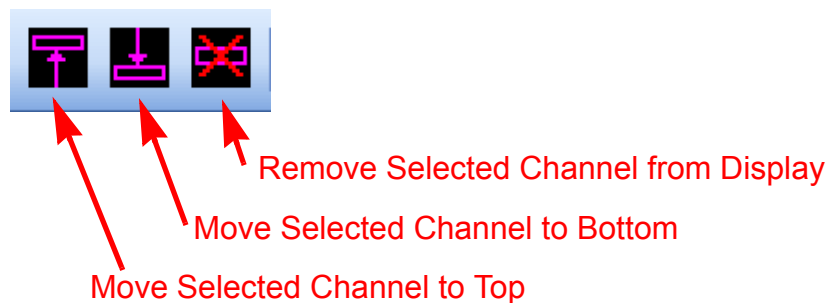 Remove Selected Channel from Display
Move Selected Channel to Bottom
Move Selected Channel to Top